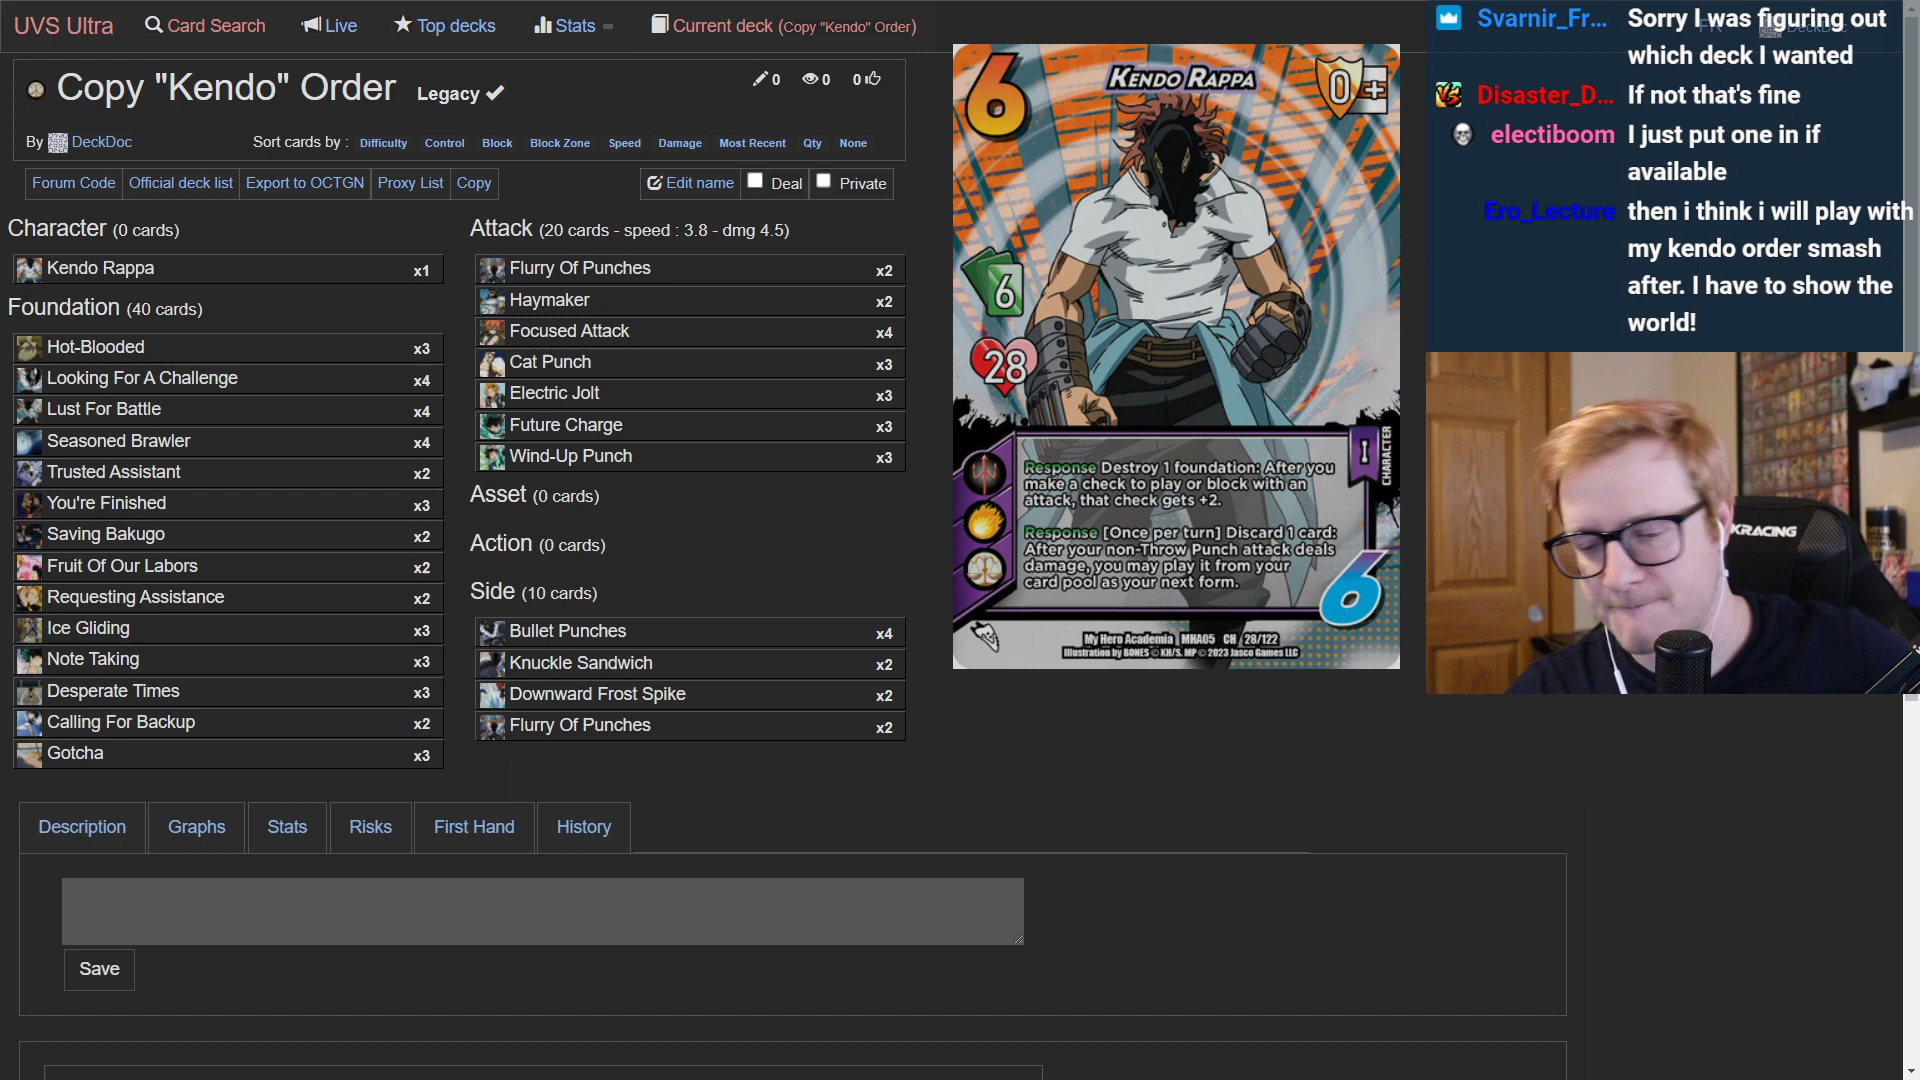 UVS Ultra
Card Search
Live
Top decks
Stats
Current deck (Copy "Kendo" Order)
Copy "Kendo" Order Legacy
0 0 0
By DeckDoc
Sort cards by : Difficulty Control Block Block Zone Speed Damage Most Recent Qty None
Forum Code Official deck list Export to OCTGN Proxy List Copy
Edit name Deal Private
Character (0 cards)
Kendo Rappa x1
Foundation (40 cards)
Hot-Blooded x3
Looking For A Challenge x4
Lust For Battle x4
Seasoned Brawler x4
Trusted Assistant x2
You're Finished x3
Saving Bakugo x2
Fruit Of Our Labors x2
Requesting Assistance x2
Ice Gliding x3
Note Taking x3
Desperate Times x3
Calling For Backup x2
Gotcha x3
Attack (20 cards - speed : 3.8 - dmg 4.5)
Flurry Of Punches x2
Haymaker x2
Focused Attack x4
Cat Punch x3
Electric Jolt x3
Future Charge x3
Wind-Up Punch x3
Asset (0 cards)
Action (0 cards)
Side (10 cards)
Bullet Punches x4
Knuckle Sandwich x2
Downward Frost Spike x2
Flurry Of Punches x2
6
KENDO RAPPA
0+
6
28
I
CHARACTER
Response Destroy 1 foundation: After you
make a check to play or block with an
attack, that check gets +2.
Response [Once per turn] Discard 1 card:
After your non-Throw Punch attack deals
damage, you may play it from your
card pool as your next form.
6
My Hero Academia MHA05 CH 28/122
Illustration by BONES © KH/S. MP © 2023 Jasco Games LLC
Svarnir_Fr... Sorry I was figuring out
which deck I wanted
Disaster_D... If not that's fine
electiboom I just put one in if
available
Ero_Lecture then i think i will play with
my kendo order smash
after. I have to show the
world!
KRACING
Description Graphs Stats Risks First Hand History
Save